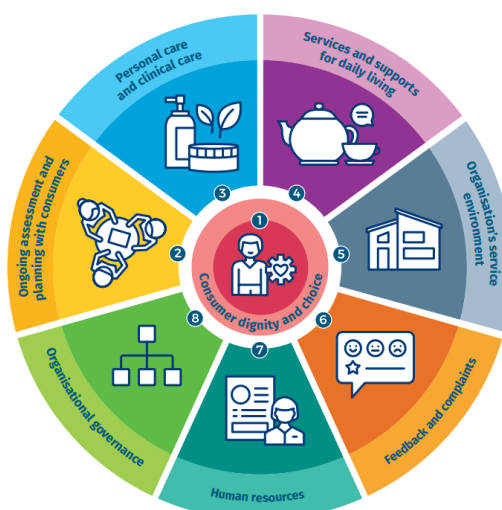 1
Consumer dignity and choice
2
Ongoing assessment and
planning with consumers
3
Personal care
and clinical care
4
Services and supports
for daily living
5
Organisation's service
environment
6
Feedback and complaints
7
Human resources
8
Organisational governance